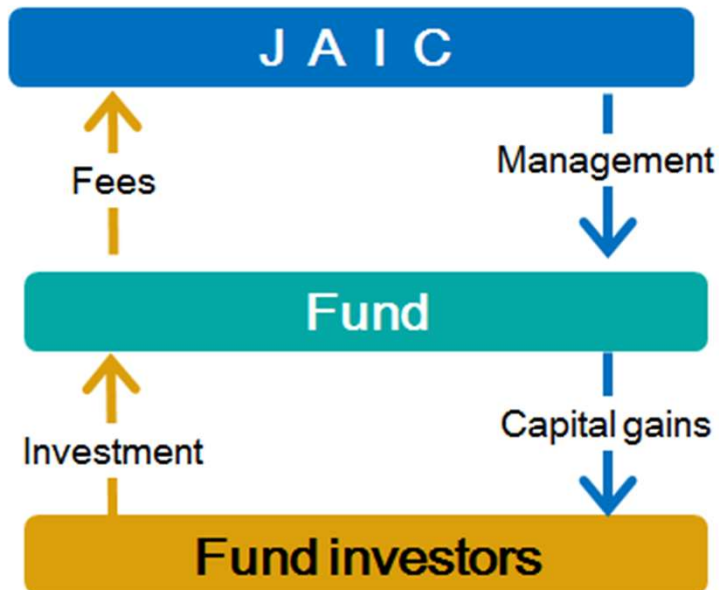 J A I C
Fees
Management
Fund
Investment
Capital gains
Fund investors